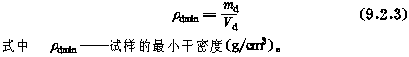 ρdmin = md/Vd (9.2.3)
式中 ρdmin——试样的最小干密度(g/cm³)。